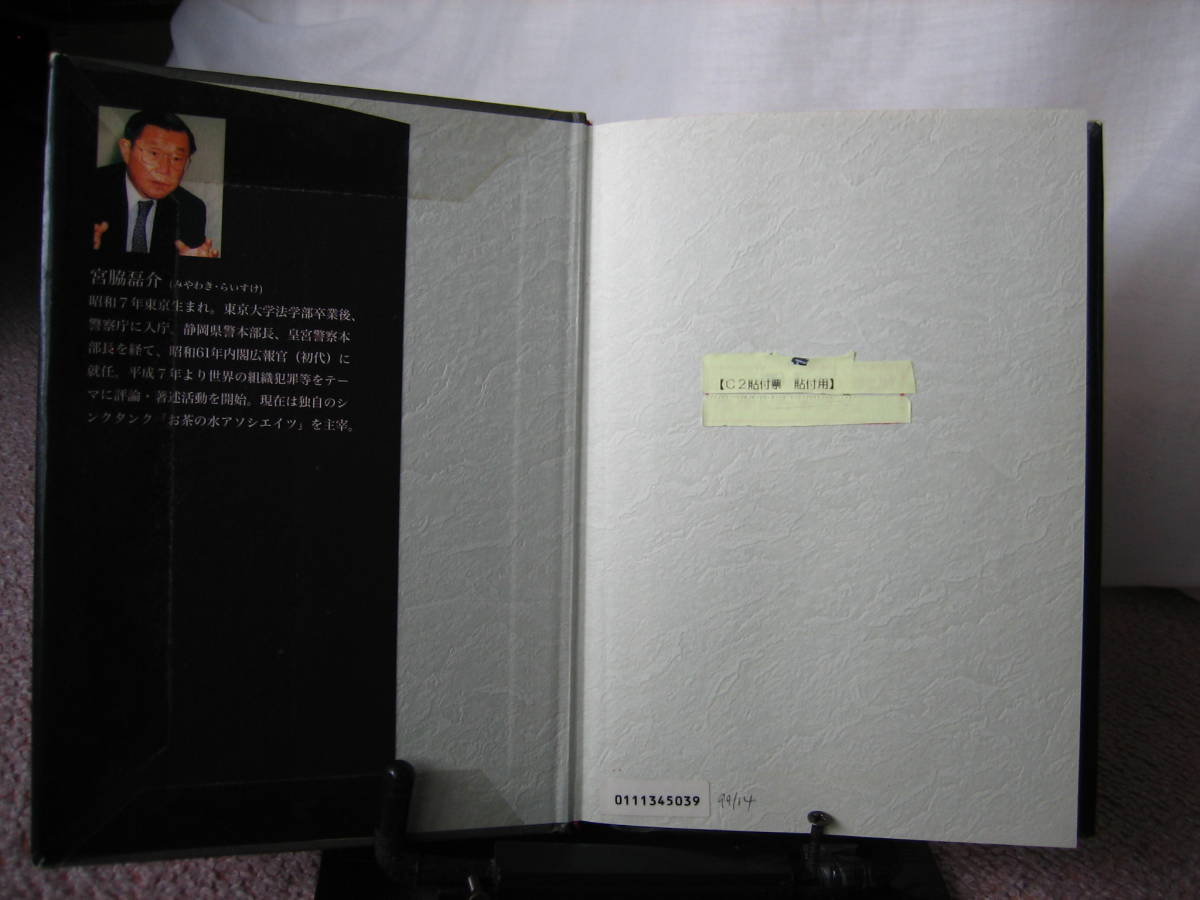 宮脇磊介 (みやわき・らいすけ)
昭和7年東京生まれ。東京大学法学部卒業後、
警察庁に入庁。静岡県警本部長、皇宮警察本
部長を経て、昭和61年内閣広報官（初代）に
就任。平成7年より世界の組織犯罪等をテー
マに評論・著述活動を開始。現在は独自のシ
ンクタンク「お茶の水アソシエイツ」を主宰。
【C2貼付票　貼付用】
0111345039
99/14